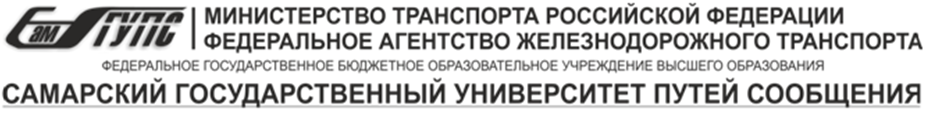 СамГУПС
МИНИСТЕРСТВО ТРАНСПОРТА РОССИЙСКОЙ ФЕДЕРАЦИИ
ФЕДЕРАЛЬНОЕ АГЕНТСТВО ЖЕЛЕЗНОДОРОЖНОГО ТРАНСПОРТА
ФЕДЕРАЛЬНОЕ ГОСУДАРСТВЕННОЕ БЮДЖЕТНОЕ ОБРАЗОВАТЕЛЬНОЕ УЧРЕЖДЕНИЕ ВЫСШЕГО ОБРАЗОВАНИЯ
САМАРСКИЙ ГОСУДАРСТВЕННЫЙ УНИВЕРСИТЕТ ПУТЕЙ СООБЩЕНИЯ